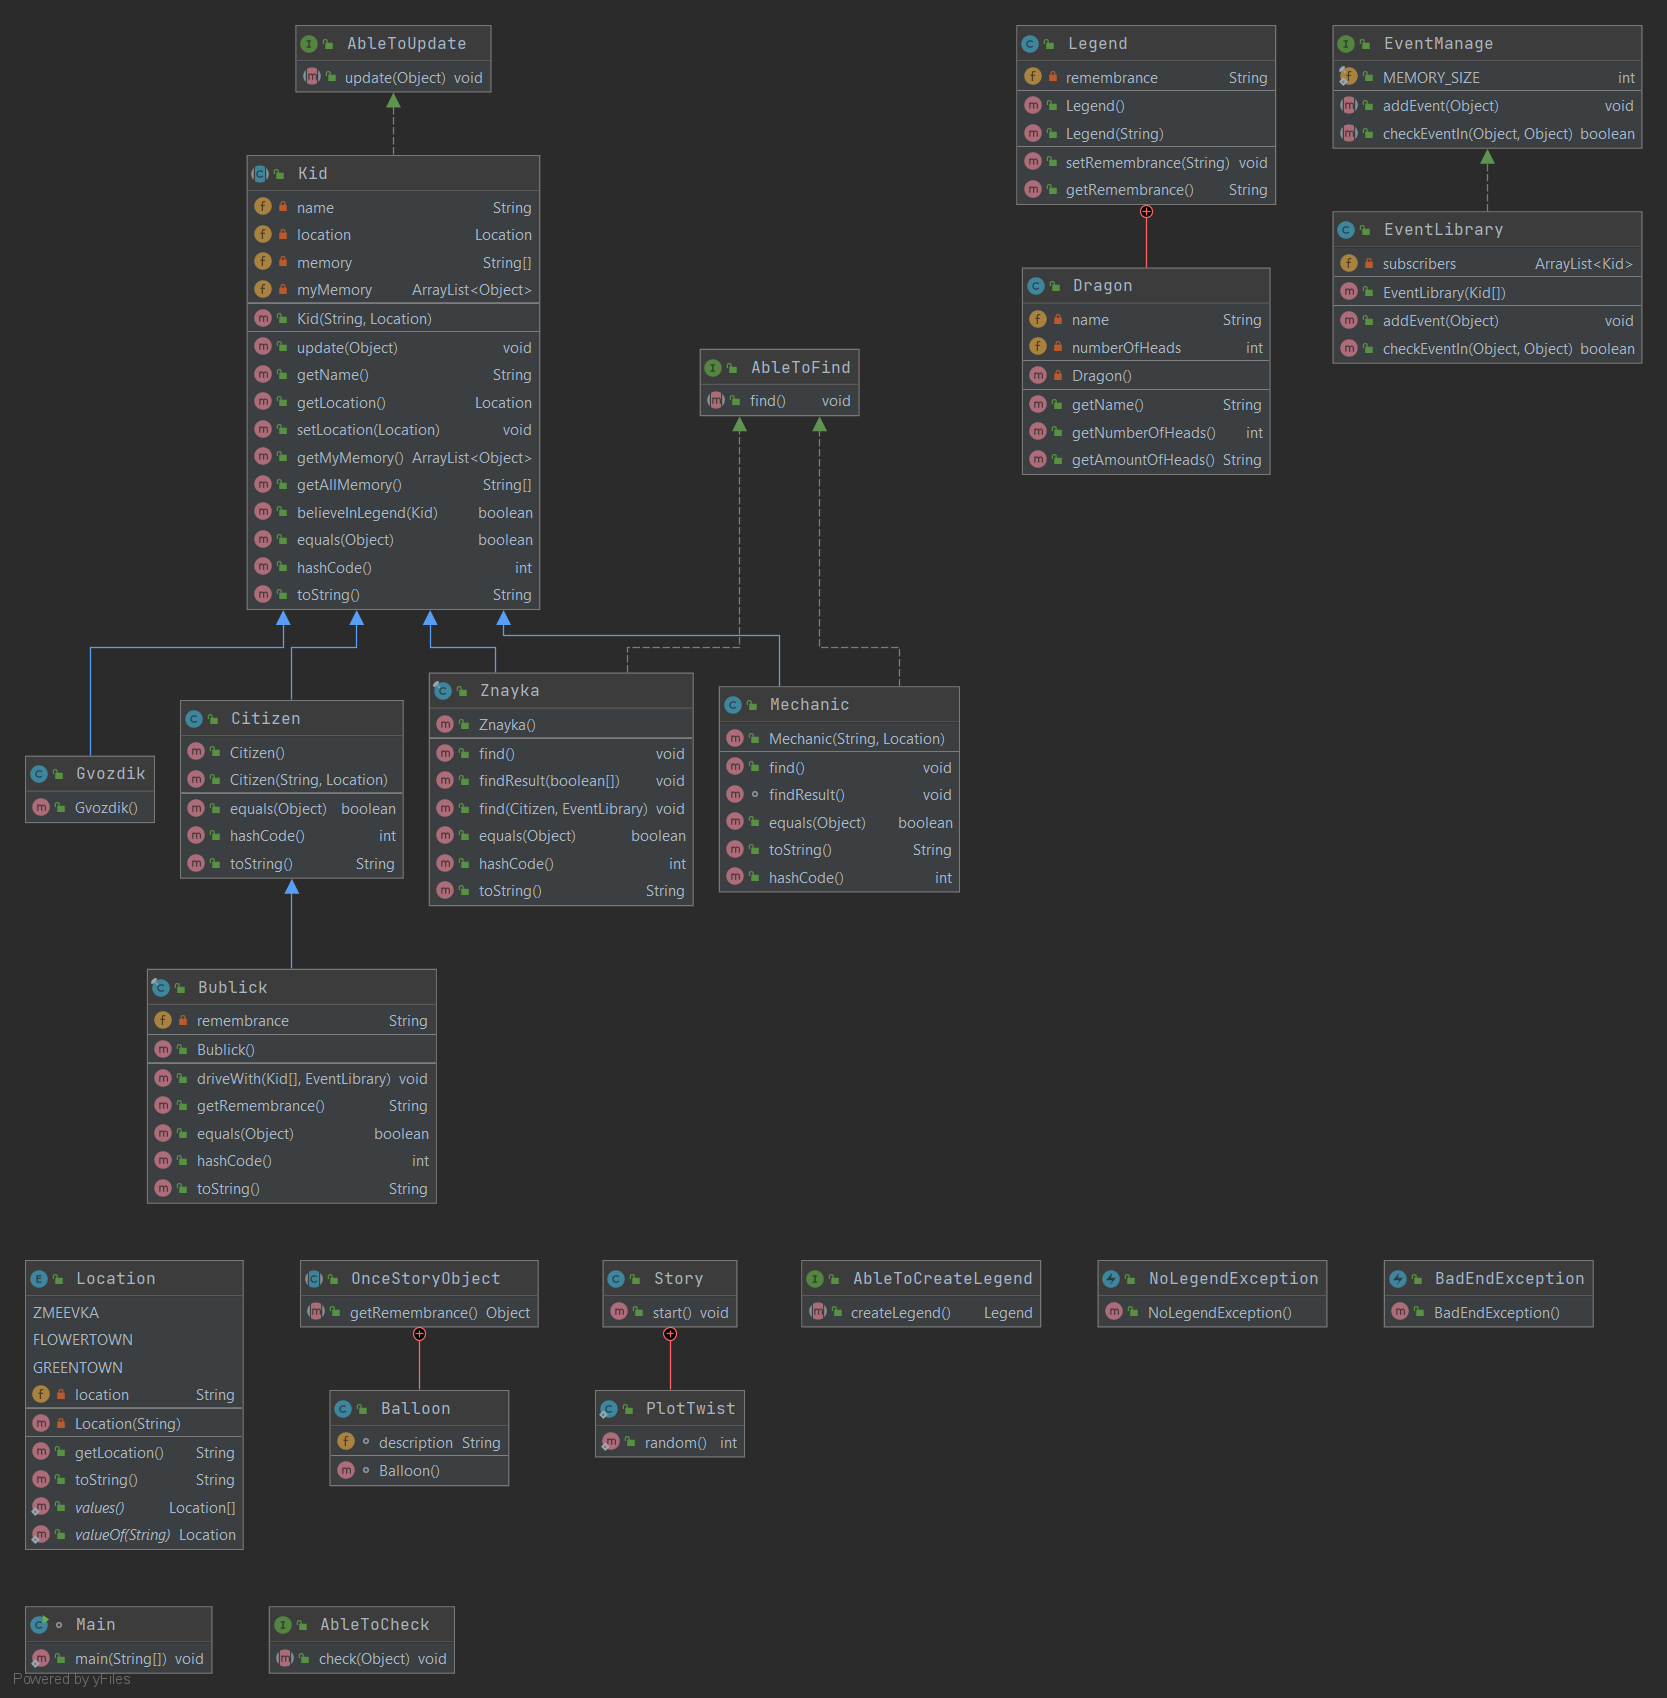 AbleToUpdate
update(Object) void
Kid
name String
location Location
memory String[]
myMemory ArrayList<Object>
Kid(String, Location)
update(Object) void
getName() String
getLocation() Location
setLocation(Location) void
getMyMemory() ArrayList<Object>
getAllMemory() String[]
believeInLegend(Kid) boolean
equals(Object) boolean
hashCode() int
toString() String
Legend
remembrance String
Legend()
Legend(String)
setRemembrance(String) void
getRemembrance() String
EventManage
MEMORY_SIZE int
addEvent(Object) void
checkEventIn(Object, Object) boolean
EventLibrary
subscribers ArrayList<Kid>
EventLibrary(Kid[])
addEvent(Object) void
checkEventIn(Object, Object) boolean
Dragon
name String
numberOfHeads int
Dragon()
getName() String
getNumberOfHeads() int
getAmountOfHeads() String
AbleToFind
find() void
Gvozdik
Gvozdik()
Citizen
Citizen()
Citizen(String, Location)
equals(Object) boolean
hashCode() int
toString() String
Znayka
Znayka()
find() void
findResult(boolean[]) void
find(Citizen, EventLibrary) void
equals(Object) boolean
hashCode() int
toString() String
Mechanic
Mechanic(String, Location)
find() void
findResult() void
equals(Object) boolean
toString() String
hashCode() int
Bublick
remembrance String
Bublick()
driveWith(Kid[], EventLibrary) void
getRemembrance() String
equals(Object) boolean
hashCode() int
toString() String
Location
ZMEEVKA
FLOWERTOWN
GREENTOWN
location String
Location(String)
getLocation() String
toString() String
values() Location[]
valueOf(String) Location
OnceStoryObject
getRemembrance() Object
Balloon
description String
Balloon()
Story
start() void
PlotTwist
random() int
AbleToCreateLegend
createLegend() Legend
NoLegendException
NoLegendException()
BadEndException
BadEndException()
Main
main(String[]) void
AbleToCheck
check(Object) void
Powered by yFiles